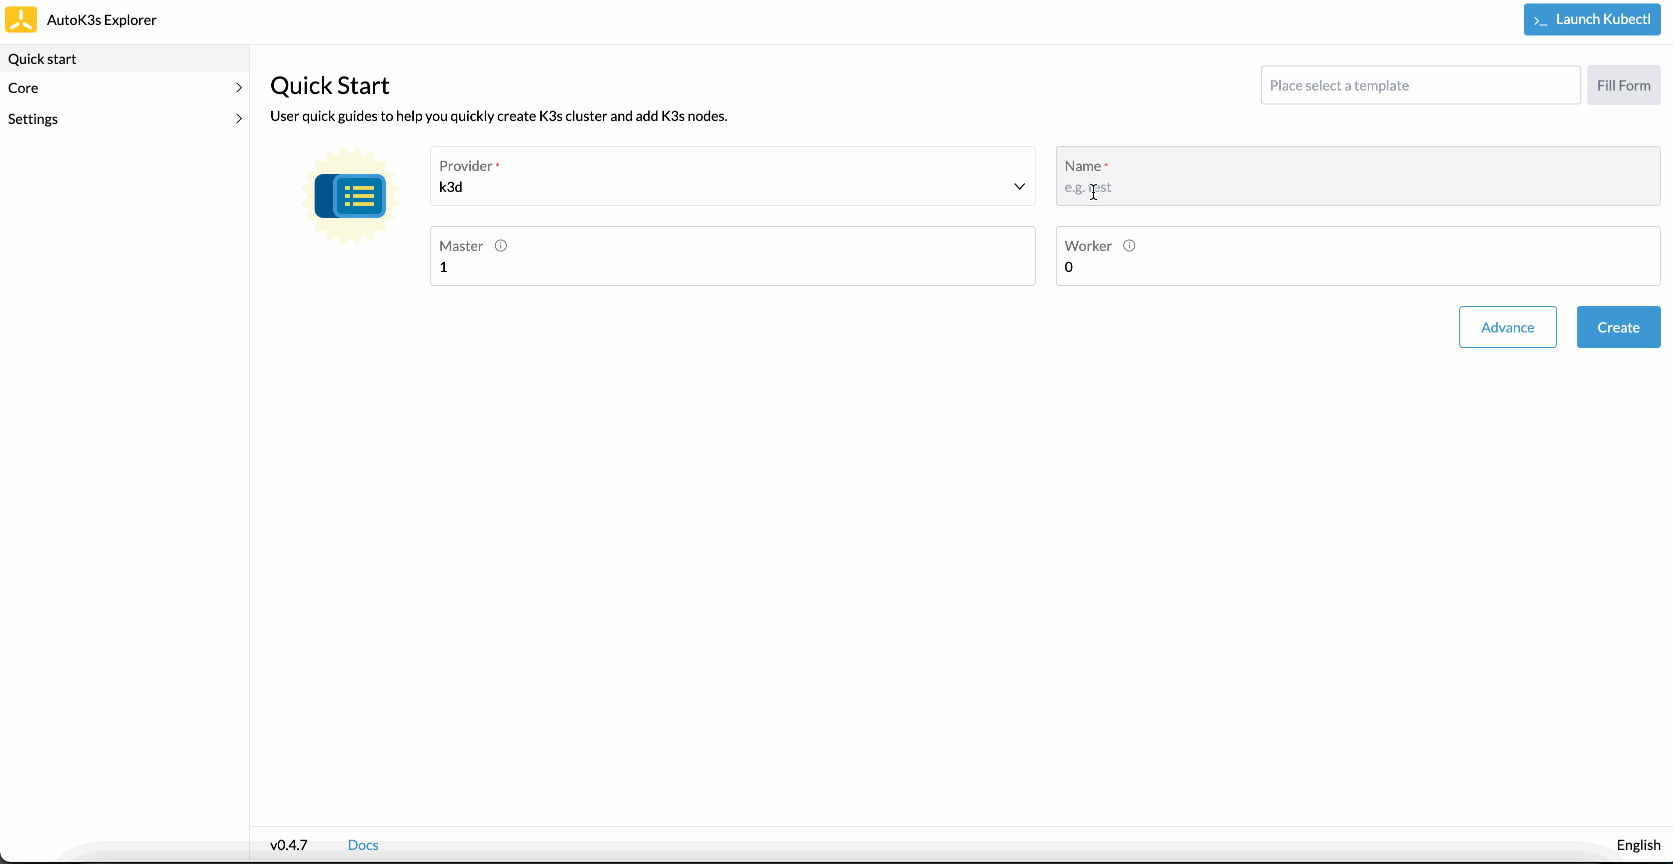 AutoK3s Explorer
>_ Launch Kubectl
Quick start
Core
Settings
Quick Start
User quick guides to help you quickly create K3s cluster and add K3s nodes.
Place select a template
Fill Form
Provider *
k3d
Name *
e.g. test
Master
1
Worker
0
Advance
Create
v0.4.7
Docs
English